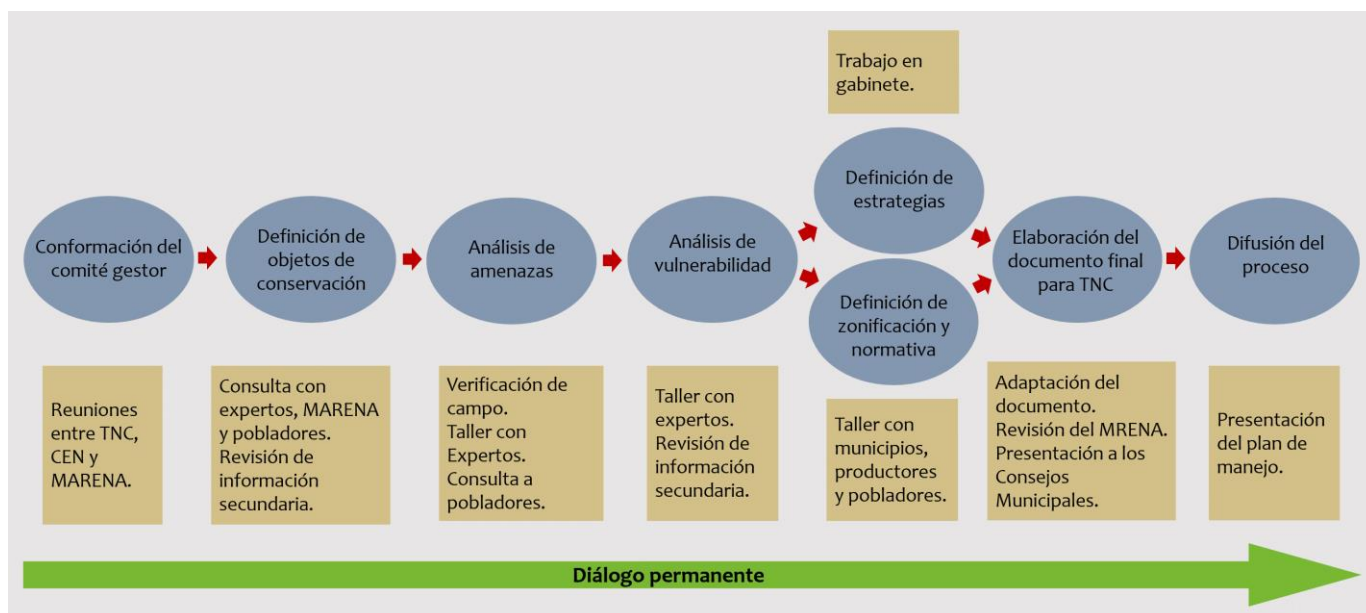 Trabajo en
gabinete.
Conformación del
comité gestor
Definición de
objetos de
conservación
Análisis de
amenazas
Análisis de
vulnerabilidad
Definición de
estrategias
Definición de
zonificación y
normativa
Elaboración del
documento final
para TNC
Difusión del
proceso
Reuniones
entre TNC,
CEN y
MARENA.
Consulta con
expertos, MARENA
y pobladores.
Revisión de
información
secundaria.
Verificación de
campo.
Taller con
Expertos.
Consulta a
pobladores.
Taller con
expertos.
Revisión de
información
secundaria.
Taller con
municipios,
productores
y pobladores.
Adaptación del
documento.
Revisión del MRENA.
Presentación a los
Consejos
Municipales.
Presentación
del plan de
manejo.
Diálogo permanente